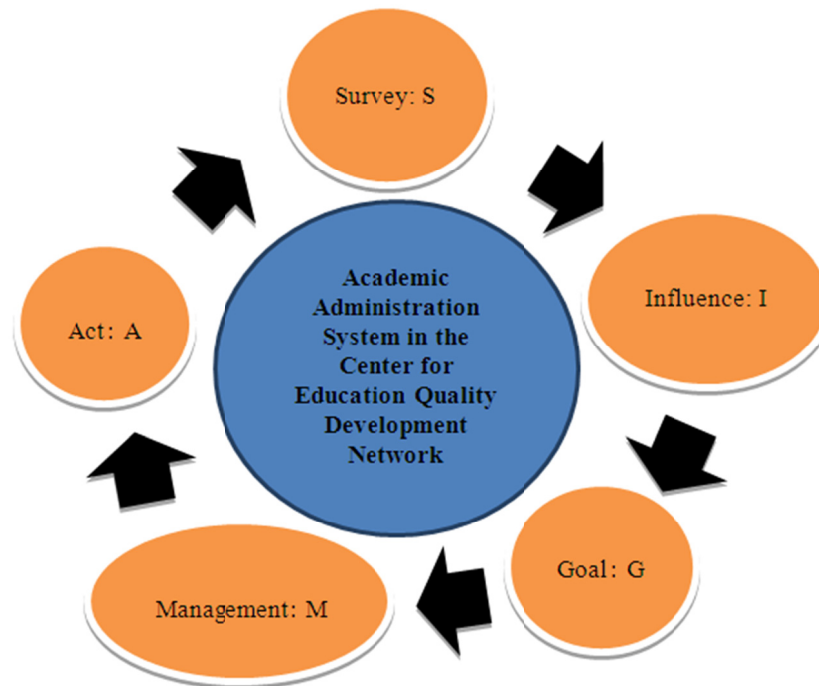 Survey: S
Influence: I
Goal: G
Management: M
Act: A
Academic
Administration
System in the
Center for
Education Quality
Development
Network